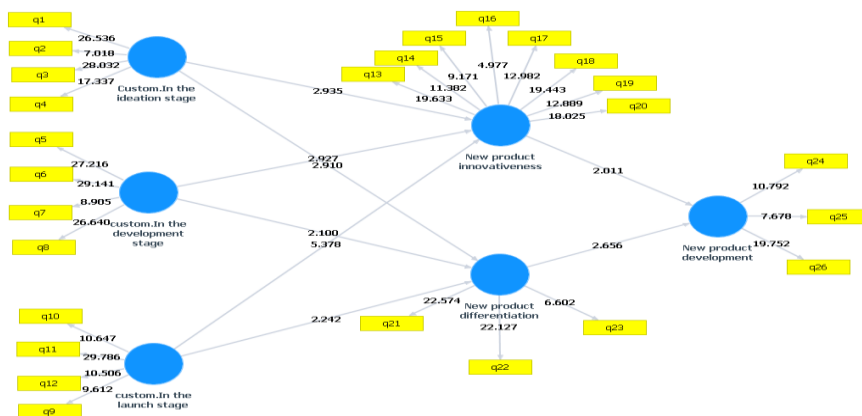 q1
26.536
q2
7.018
q3
28.032
q4
17.337
Custom.In the
ideation stage
q5
27.216
q6
29.141
q7
8.905
q8
26.640
custom.In the
development
stage
q10
10.647
q11
29.786
q12
10.506
q9
9.612
custom.In the
launch stage
2.935
2.927
2.910
5.378
2.100
2.242
q16
q15
q17
q14
q18
q13
q19
q20
4.977
9.171
12.982
11.382
19.443
19.633
12.809
18.025
New product
innovativeness
2.011
2.656
New product
differentiation
22.574
q21
22.127
q22
6.602
q23
New product
development
q24
10.792
7.678
q25
19.752
q26